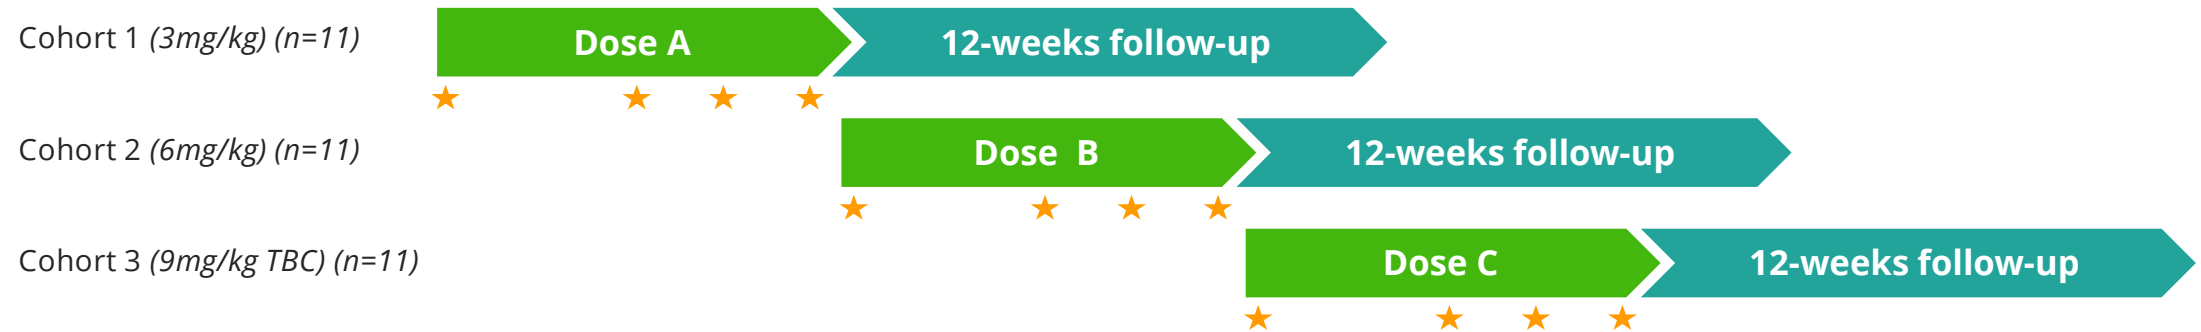 Cohort 1 (3mg/kg) (n=11)
Dose A
12-weeks follow-up
Cohort 2 (6mg/kg) (n=11)
Dose  B
12-weeks follow-up
Cohort 3 (9mg/kg TBC) (n=11)
Dose C
12-weeks follow-up